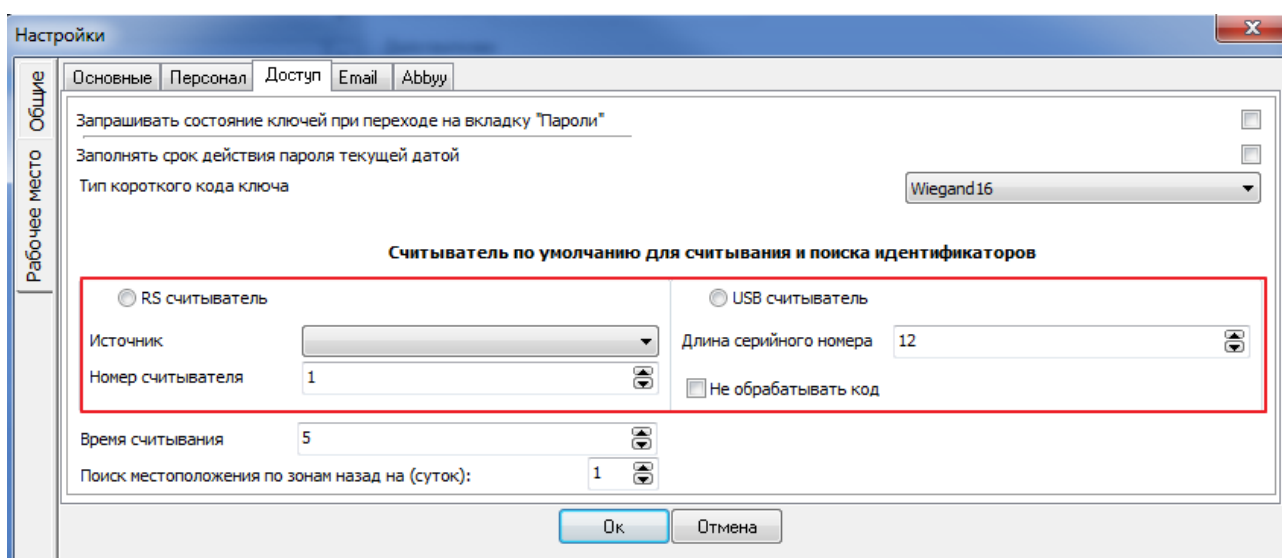 Настройки
Общие
Рабочее место
Основные Персонал Доступ Email Abbyy
Запрашивать состояние ключей при переходе на вкладку "Пароли"
Заполнять срок действия пароля текущей датой
Тип короткого кода ключа Wiegand16
Считыватель по умолчанию для считывания и поиска идентификаторов
RS считыватель USB считыватель
Источник Длина серийного номера 12
Номер считывателя 1 Не обрабатывать код
Время считывания 5
Поиск местоположения по зонам назад на (суток): 1
Ок Отмена